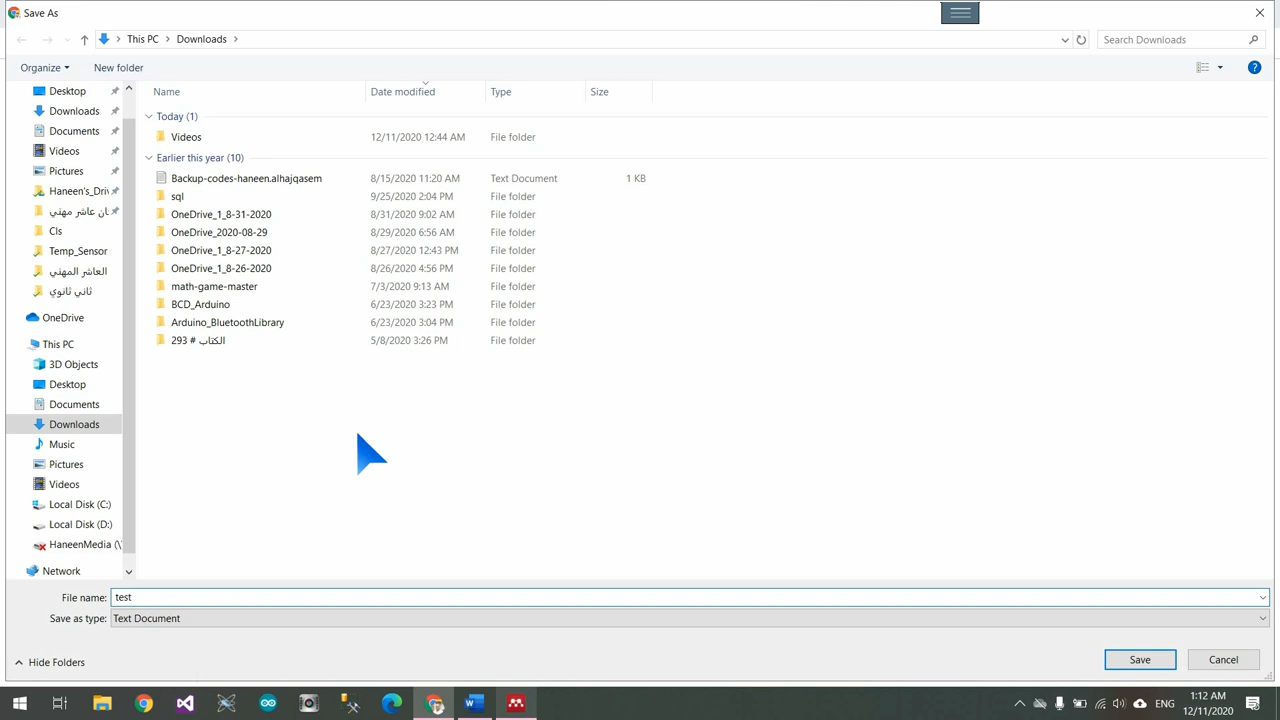 Save As
This PC
Downloads
Search Downloads
Organize
New folder
Name
Date modified
Type
Size
Desktop
Downloads
Documents
Videos
Pictures
Haneen's_Dri
ان عاشر مهني
Cls
Temp_Sensor
العاشر المهني
ثاني ثانوي
OneDrive
This PC
3D Objects
Desktop
Documents
Downloads
Music
Pictures
Videos
Local Disk (C:)
Local Disk (D:)
HaneenMedia (\\
Network
Today (1)
Videos 12/11/2020 12:44 AM File folder
Earlier this year (10)
Backup-codes-haneen.alhajqasem 8/15/2020 11:20 AM Text Document 1 KB
sql 9/25/2020 2:04 PM File folder
OneDrive_1_8-31-2020 8/31/2020 9:02 AM File folder
OneDrive_2020-08-29 8/29/2020 6:56 AM File folder
OneDrive_1_8-27-2020 8/27/2020 12:43 PM File folder
OneDrive_1_8-26-2020 8/26/2020 4:56 PM File folder
math-game-master 7/3/2020 9:13 AM File folder
BCD_Arduino 6/23/2020 3:23 PM File folder
Arduino_BluetoothLibrary 6/23/2020 3:04 PM File folder
الكتاب # 293 5/8/2020 3:26 PM File folder
File name: test
Save as type: Text Document
Hide Folders
Save
Cancel
ENG
1:12 AM
12/11/2020